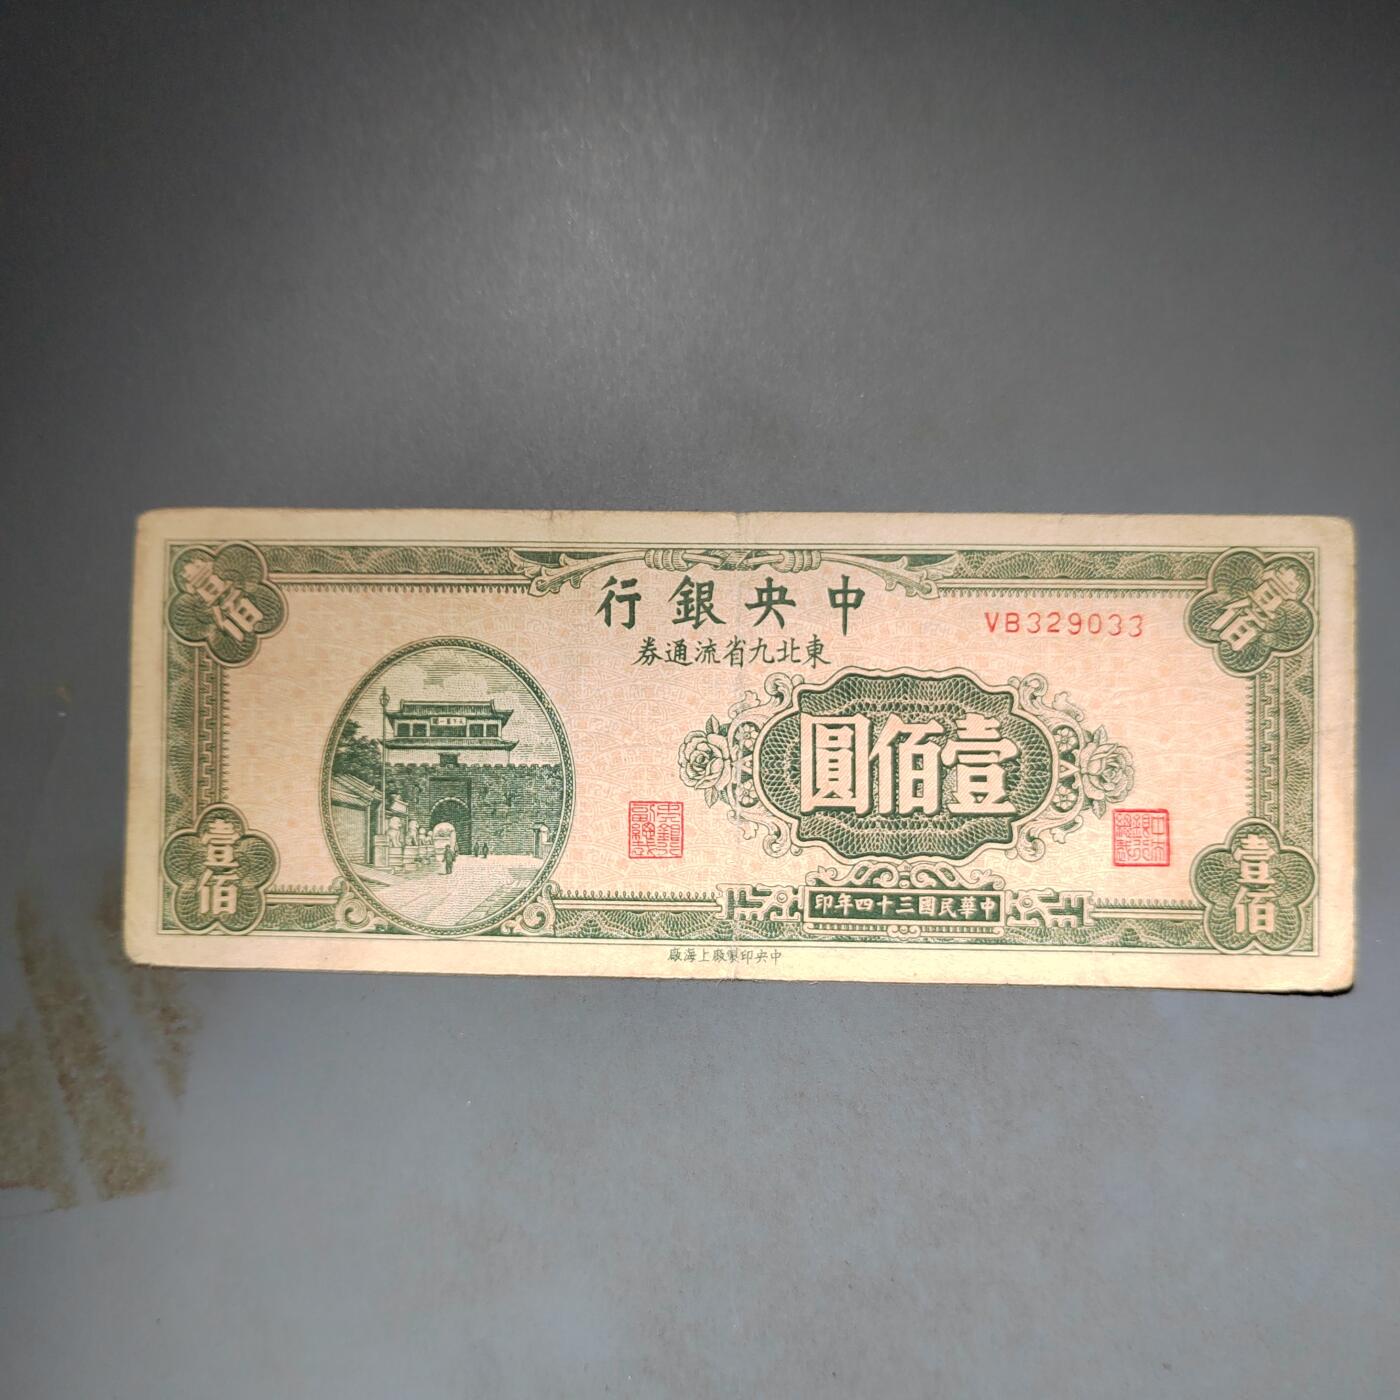 中央銀行
東北九省流通券
VB329033
壹佰
壹佰
壹佰圓
中華民國三十四年印
壹佰
壹佰
中央印製廠上海廠